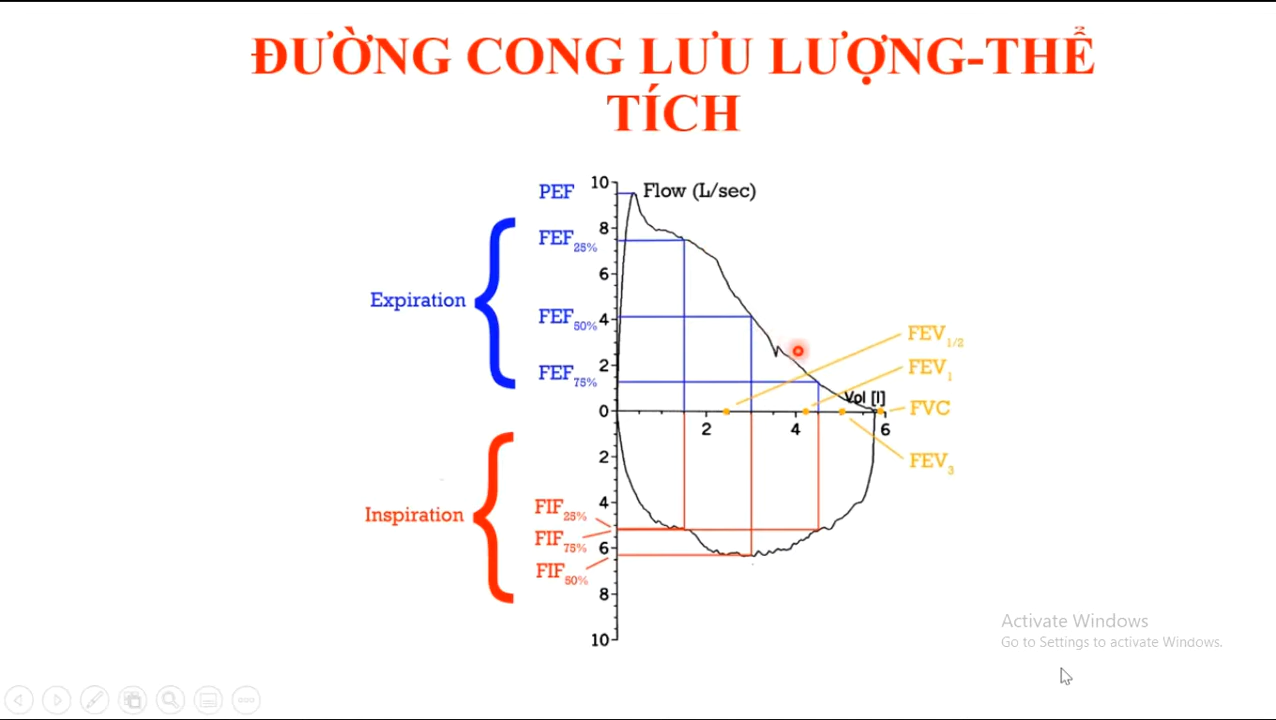 ĐƯỜNG CONG LƯU LƯỢNG-THỂ
TÍCH
PEF
10
Flow (L/sec)
8
FEF25%
6
Expiration
FEF50%
4
FEV1/2
FEF75%
2
FEV1
Vol [l]
0
FVC
2
4
6
2
FEV3
4
FIF25%
Inspiration
FIF75%
6
FIF50%
8
10
Activate Windows
Go to Settings to activate Windows.